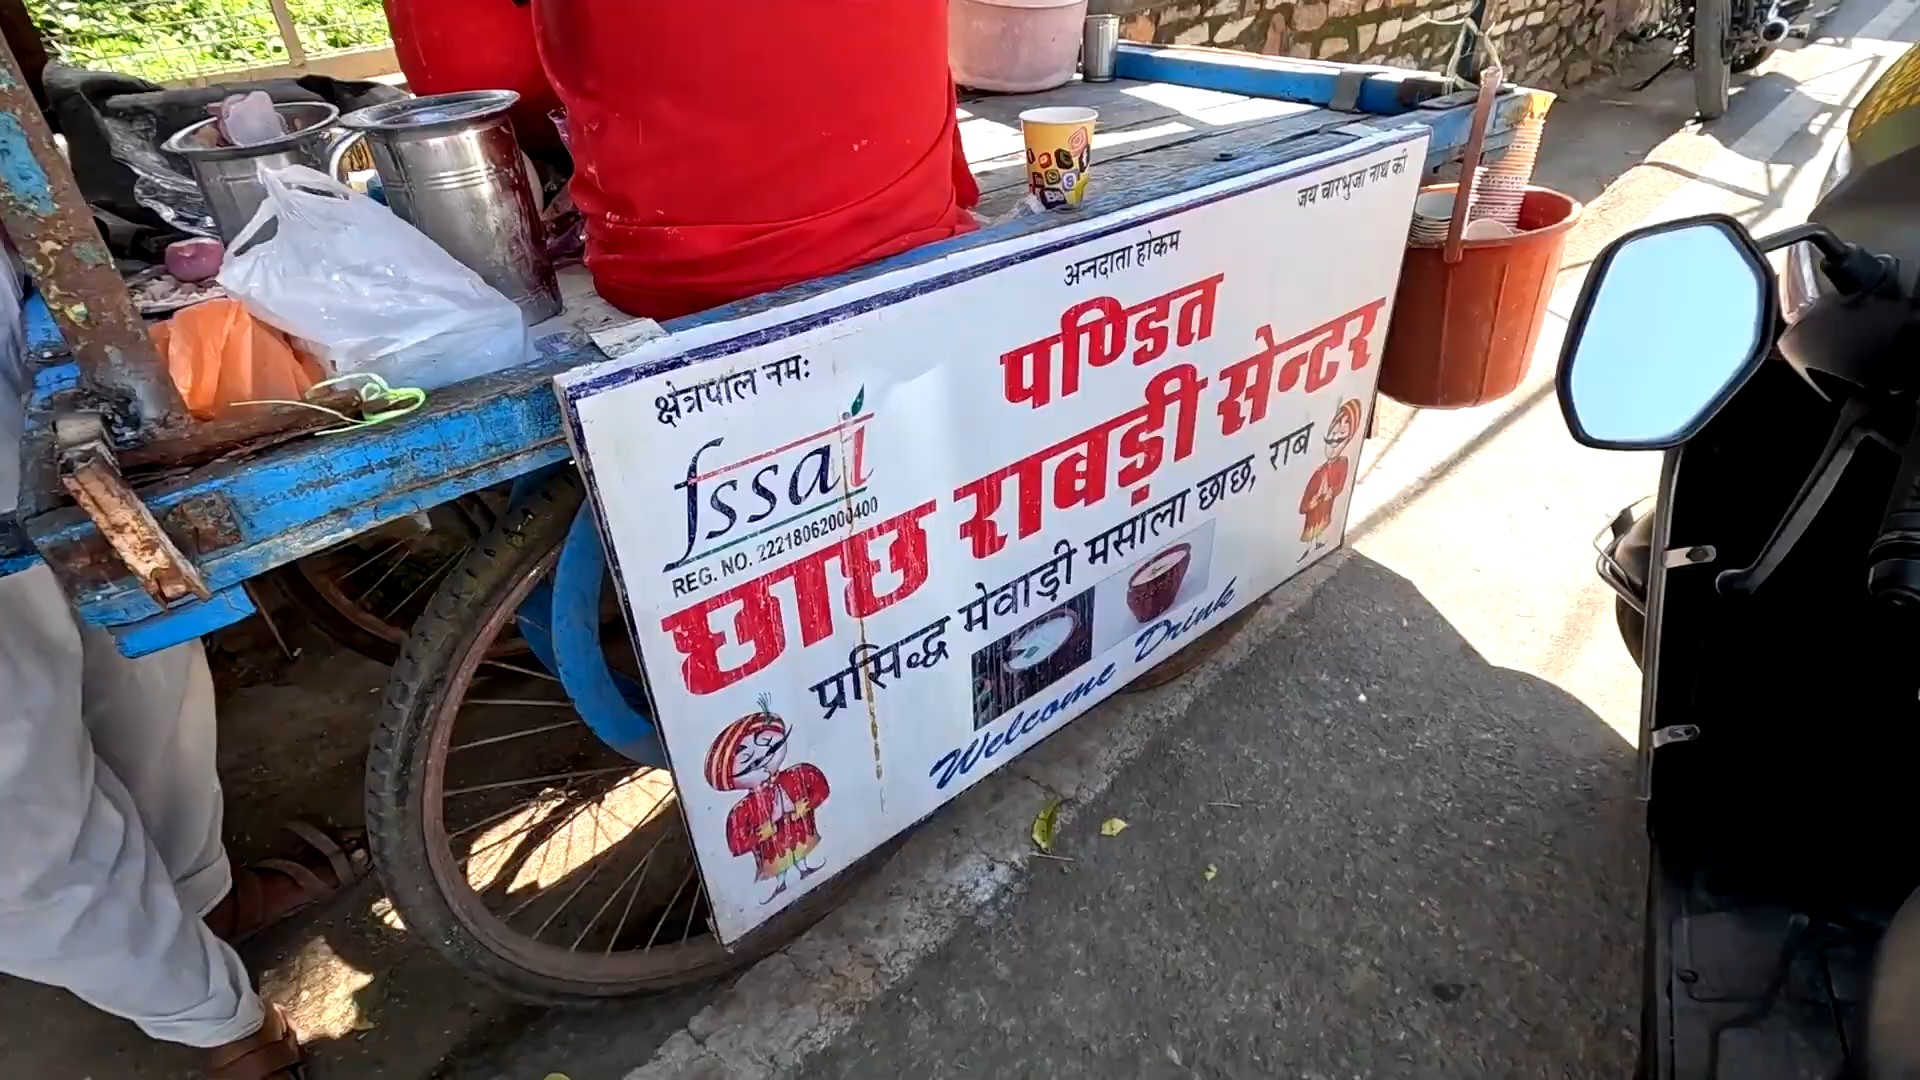 जय चारभुजा नाथ की
अन्नदाता होकम
क्षेत्रपाल नमः
fssai
REG. NO. 22218062000400
पण्डित
छाछ राबड़ी सेन्टर
प्रसिद्ध मेवाड़ी मसाला छाछ, राब
Welcome Drink